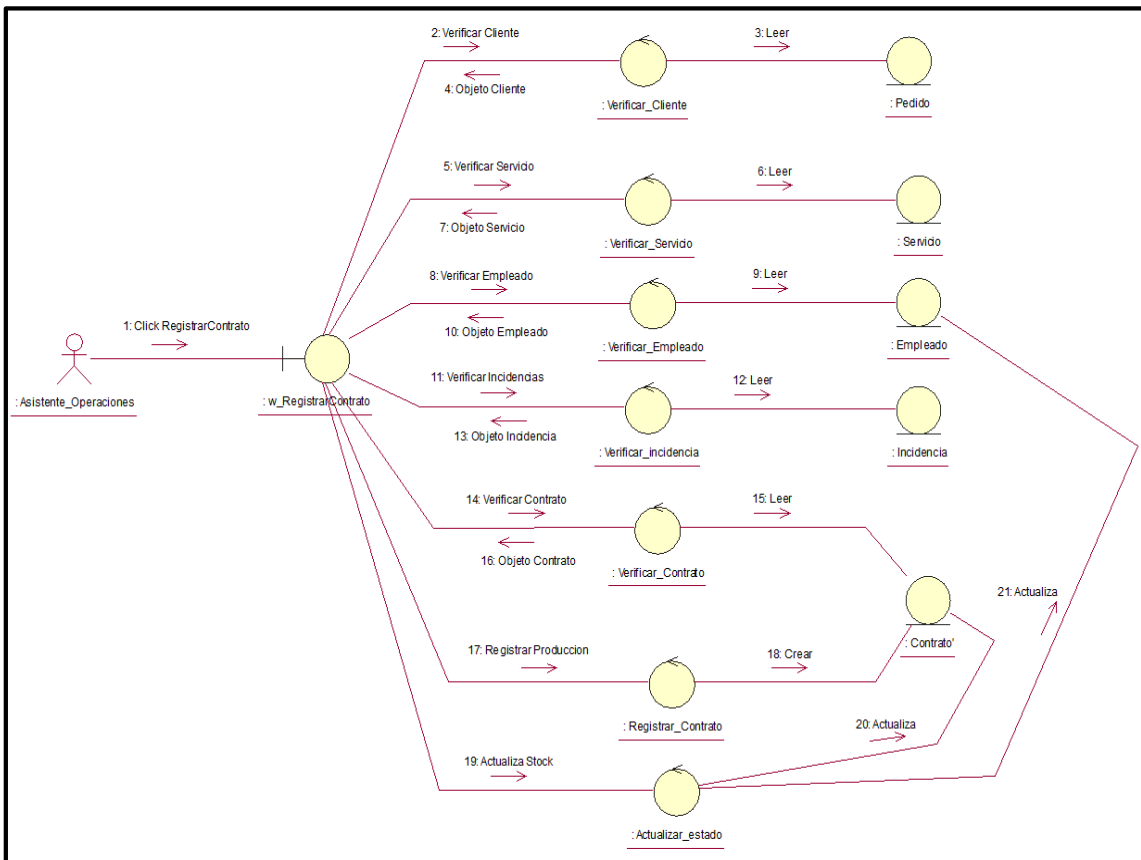 2: Verificar Cliente
3: Leer
4: Objeto Cliente
: Verificar_Cliente
: Pedido
5: Verificar Servicio
6: Leer
7: Objeto Servicio
: Verificar_Servicio
: Servicio
8: Verificar Empleado
9: Leer
10: Objeto Empleado
: Verificar_Empleado
: Empleado
1: Click RegistrarContrato
: Asistente_Operaciones
: w_RegistrarContrato
11: Verificar Incidencias
12: Leer
13: Objeto Incidencia
: Verificar_incidencia
: Incidencia
14: Verificar Contrato
15: Leer
16: Objeto Contrato
: Verificar_Contrato
21: Actualiza
: Contrato'
17: Registrar Produccion
18: Crear
: Registrar_Contrato
20: Actualiza
19: Actualiza Stock
: Actualizar_estado